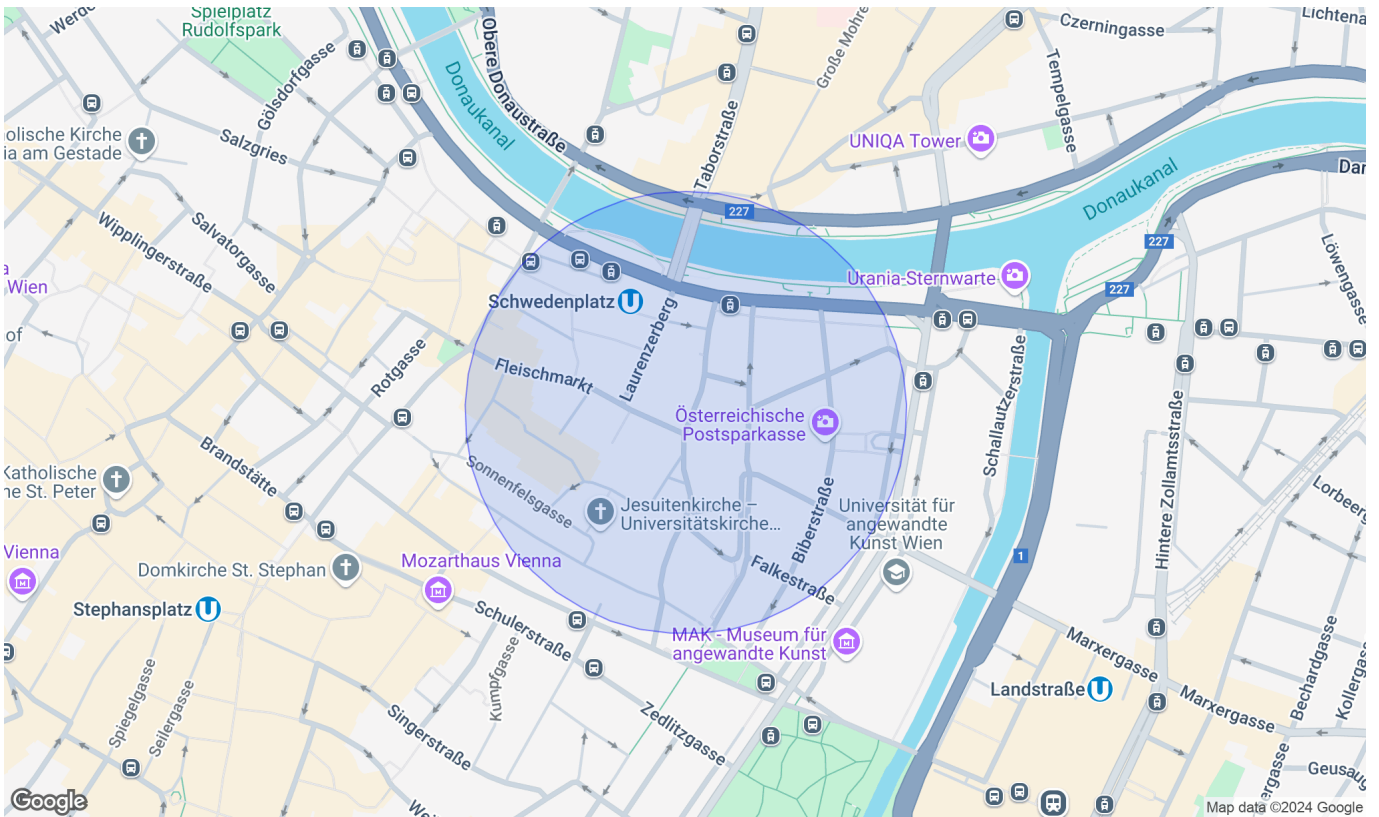 Spielplatz
Rudolfspark
Obere Donaustraße
Große Mohre
Czerningasse
Lichtena
Gölsdorfgasse
Donaukanal
Tempelgasse
olische Kirche
ia am Gestade
Salzgries
Taborstraße
UNIQA Tower
Dar
Donaukanal
Wipplingerstraße
Salvatorgasse
227
227
227
Löwengasse
a
Wien
Urania-Sternwarte
Schwedenplatz
of
Laurenzerberg
Rotgasse
Fleischmarkt
Schallautzerstraße
Österreichische
Postsparkasse
Hintere Zollamtsstraße
Brandstätte
Katholische
ne St. Peter
Sonnenfelsgasse
Jesuitenkirche –
Universitätskirche...
Biberstraße
Universität für
angewandte
Kunst Wien
Vienna
Domkirche St. Stephan
Mozarthaus Vienna
Falkestraße
1
Stephansplatz
Schulerstraße
MAK - Museum für
angewandte Kunst
Marxergasse
Landstraße
Marxergasse
Bechardgasse
Kollergasse
Kumpfgasse
Spiegelgasse
Seilergasse
Singerstraße
Zedlitzgasse
ergasse
Geusaug
Google
Map data ©2024 Google